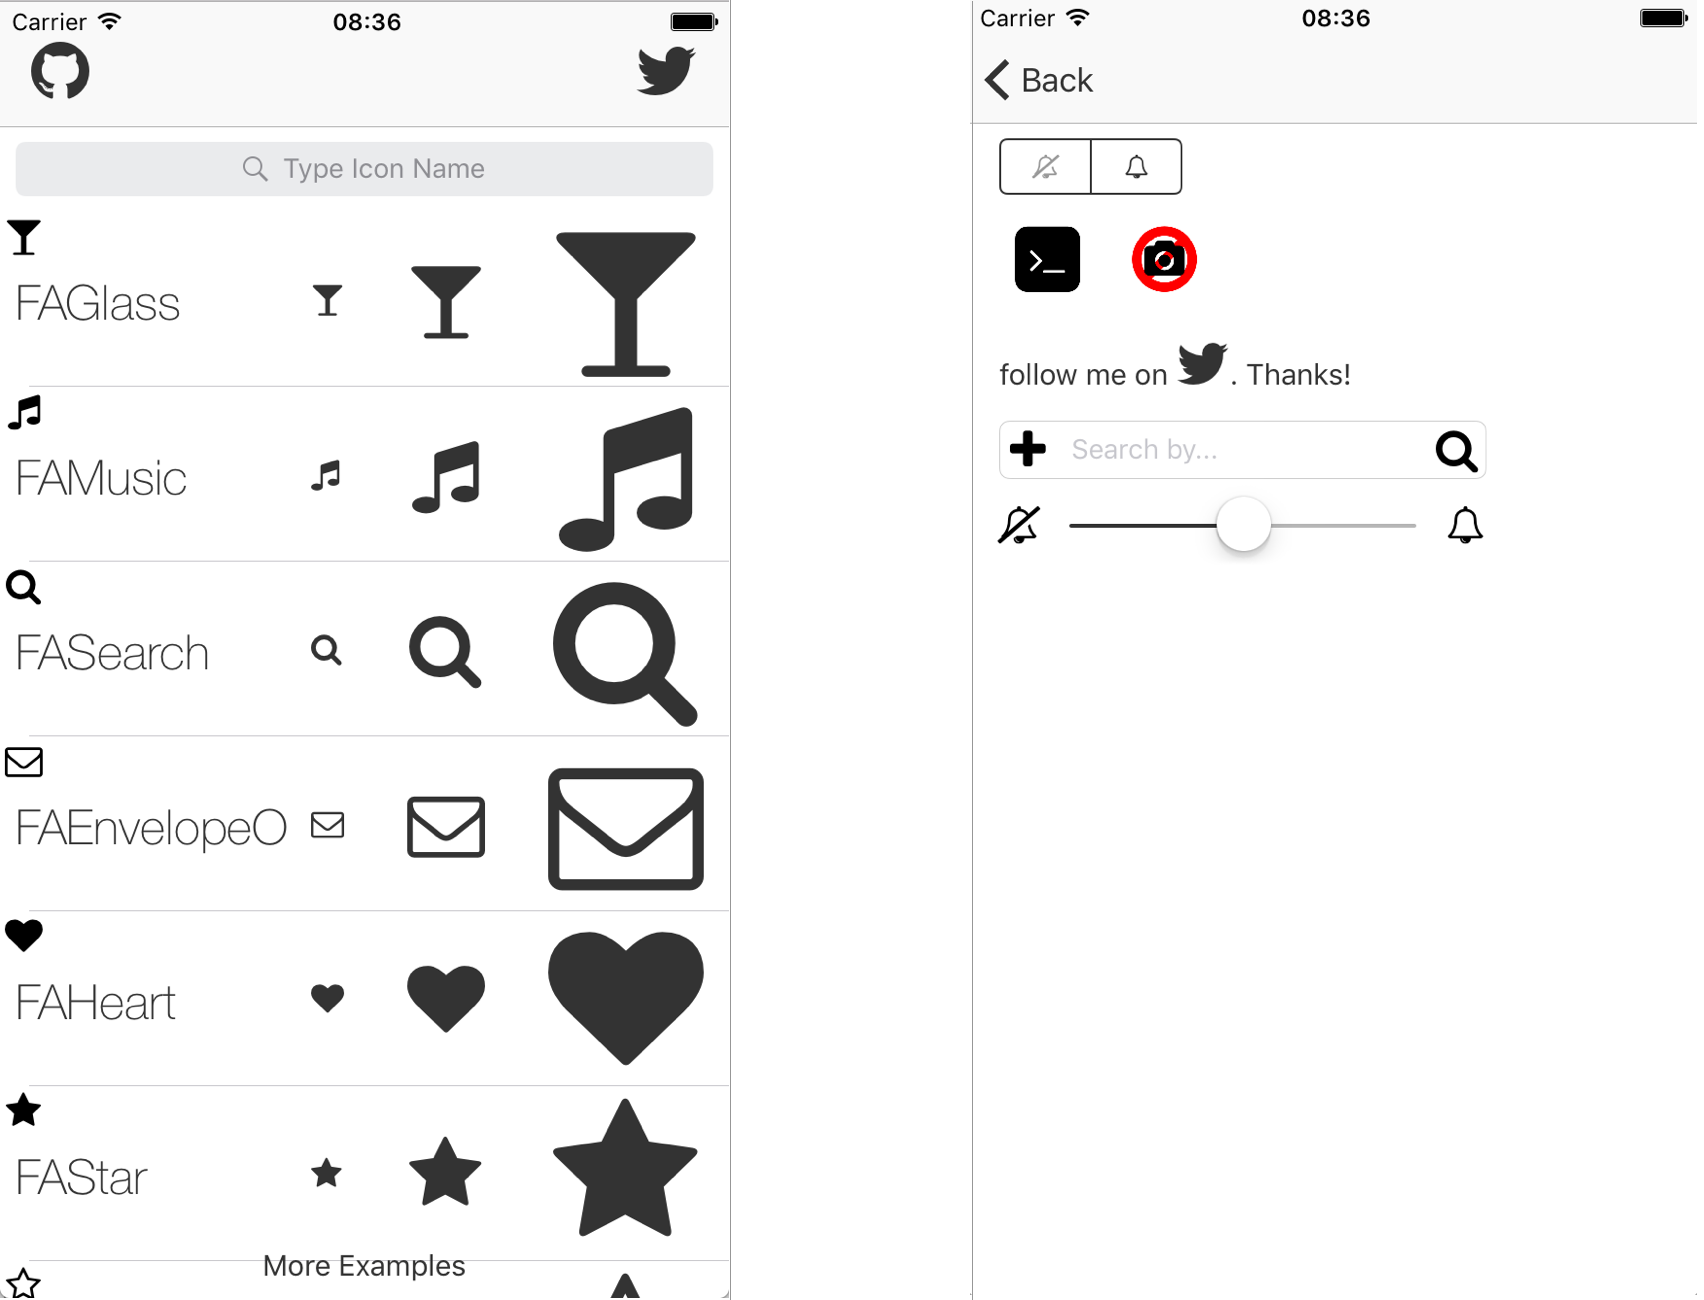 Carrier 08:36
Type Icon Name
FAGlass
FAMusic
FASearch
FAEnvelopeO
FAHeart
FAStar
More Examples
Carrier 08:36
Back
>_
follow me on . Thanks!
Search by...